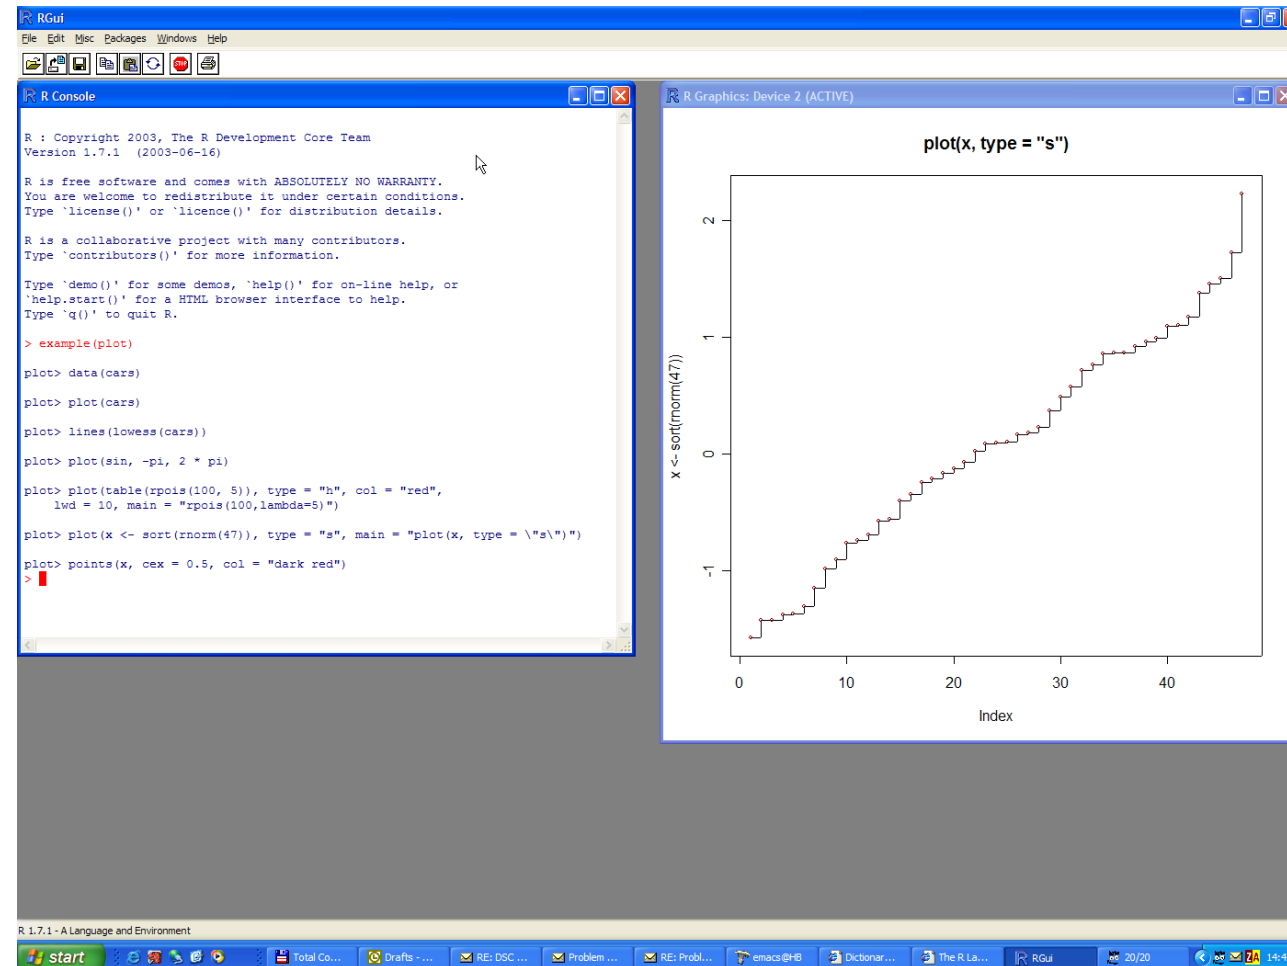 RGui
File Edit Misc Packages Windows Help
STOP
R Console
R : Copyright 2003, The R Development Core Team
Version 1.7.1  (2003-06-16)
R is free software and comes with ABSOLUTELY NO WARRANTY.
You are welcome to redistribute it under certain conditions.
Type `license()' or `licence()' for distribution details.
R is a collaborative project with many contributors.
Type `contributors()' for more information.
Type `demo()' for some demos, `help()' for on-line help, or
`help.start()' for a HTML browser interface to help.
Type `q()' to quit R.
> example(plot)
plot> data(cars)
plot> plot(cars)
plot> lines(lowess(cars))
plot> plot(sin, -pi, 2 * pi)
plot> plot(table(rpois(100, 5)), type = "h", col = "red",
    lwd = 10, main = "rpois(100,lambda=5)")
plot> plot(x <- sort(rnorm(47)), type = "s", main = "plot(x, type = \"s\")")
plot> points(x, cex = 0.5, col = "dark red")
>
R Graphics: Device 2 (ACTIVE)
plot(x, type = "s")
x <- sort(rnorm(47))
2
1
0
-1
0 10 20 30 40
Index
R 1.7.1 - A Language and Environment
start Total Co... Drafts - ... RE: DSC ... Problem ... RE: Probl... emacs@HB Dictionar... The R La... RGui 20/20 ZA